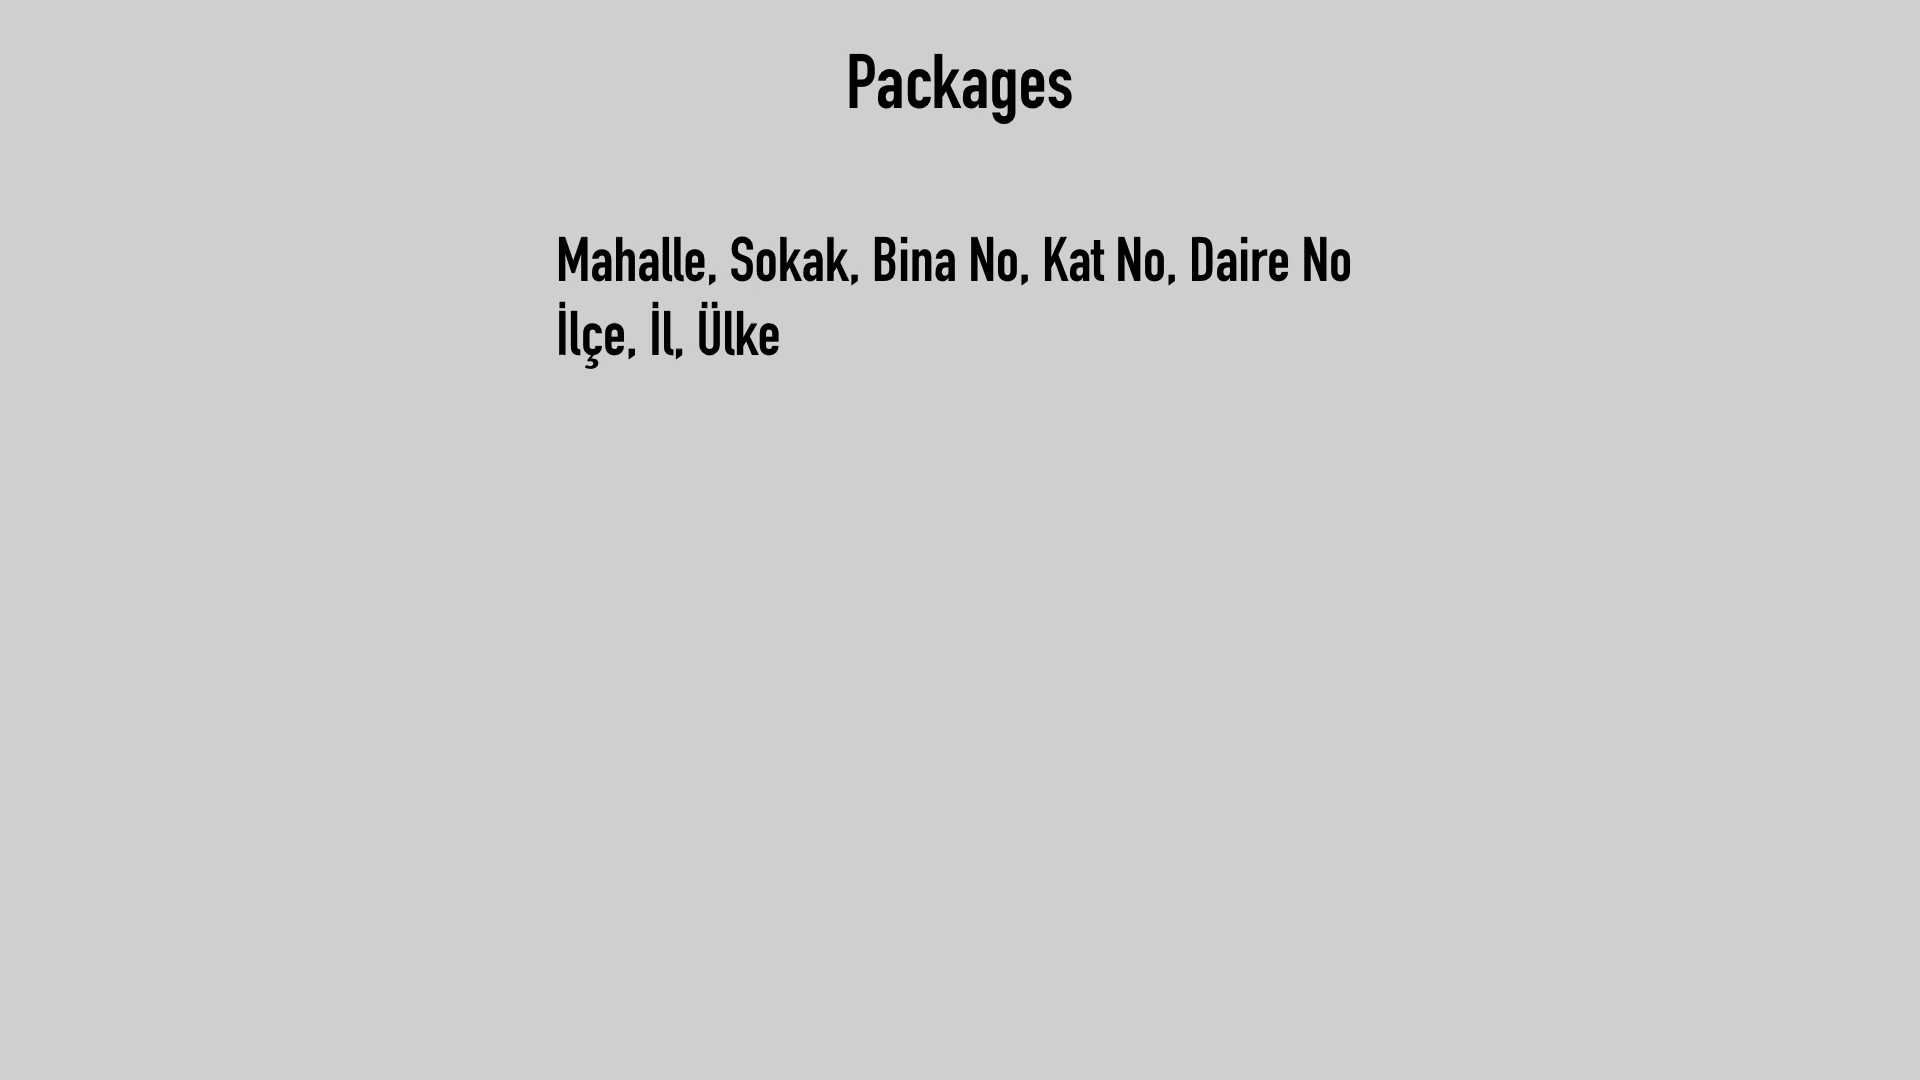 Packages
Mahalle, Sokak, Bina No, Kat No, Daire No
İlçe, İl, Ülke